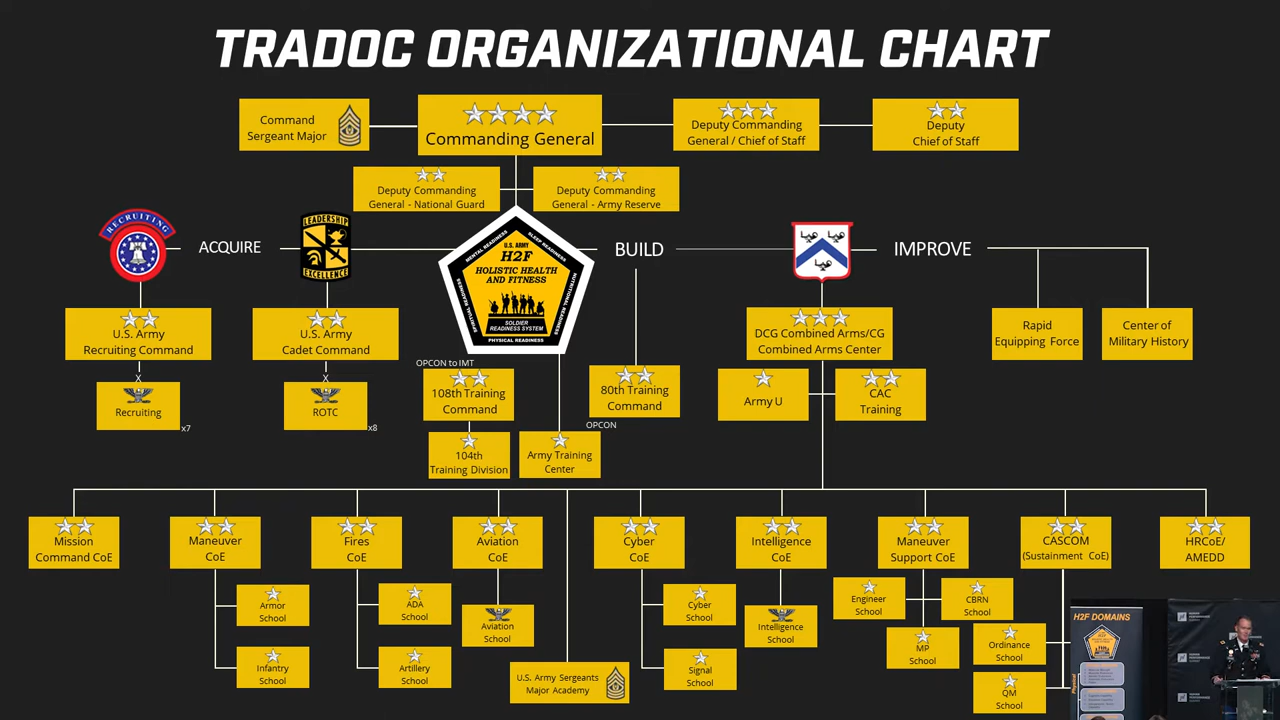 TRADOC ORGANIZATIONAL CHART
Command
Sergeant Major
Commanding General
Deputy Commanding
General / Chief of Staff
Deputy
Chief of Staff
Deputy Commanding
General - National Guard
Deputy Commanding
General - Army Reserve
RECRUITING
ACQUIRE
LEADERSHIP
EXCELLENCE
MENTAL READINESS
SLEEP READINESS
NUTRITIONAL READINESS
SPIRITUAL READINESS
PHYSICAL READINESS
U.S. ARMY
H2F
HOLISTIC HEALTH
AND FITNESS
SOLDIER
READINESS SYSTEM
BUILD
IMPROVE
U.S. Army
Recruiting Command
X
Recruiting
x7
U.S. Army
Cadet Command
X
ROTC
x8
OPCON to IMT
108th Training
Command
104th
Training Division
Army Training
Center
80th Training
Command
OPCON
DCG Combined Arms/CG
Combined Arms Center
Army U
CAC
Training
Rapid
Equipping Force
Center of
Military History
Mission
Command CoE
Maneuver
CoE
Fires
CoE
Aviation
CoE
Cyber
CoE
Intelligence
CoE
Maneuver
Support CoE
CASCOM
(Sustainment CoE)
HRCoE/
AMEDD
Armor
School
Infantry
School
ADA
School
Artillery
School
Aviation
School
U.S. Army Sergeants
Major Academy
Cyber
School
Signal
School
Intelligence
School
Engineer
School
CBRN
School
MP
School
Ordinance
School
QM
School
H2F DOMAINS
Physical